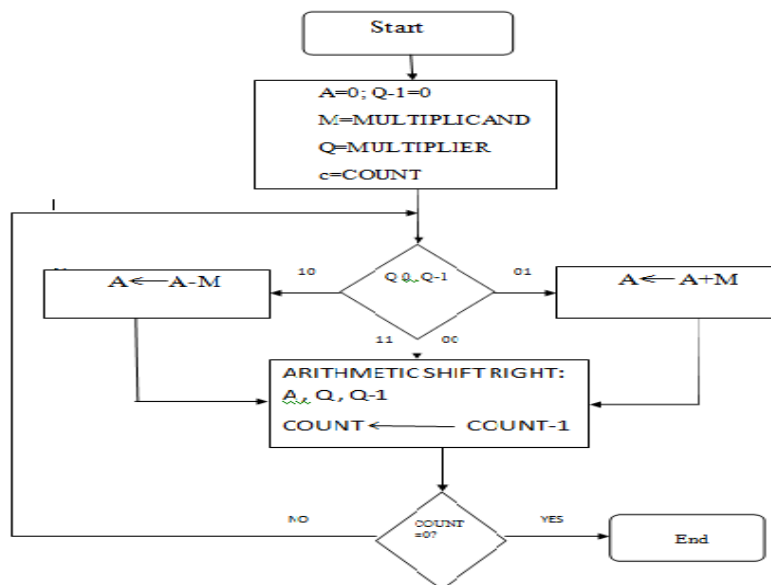 Start
A=0; Q-1=0
M=MULTIPLICAND
Q=MULTIPLIER
c=COUNT
10
Q 0, Q-1
01
A←A-M
A← A+M
11 00
ARITHMETIC SHIFT RIGHT:
A , Q , Q-1
COUNT← COUNT-1
NO
COUNT
=0?
YES
End